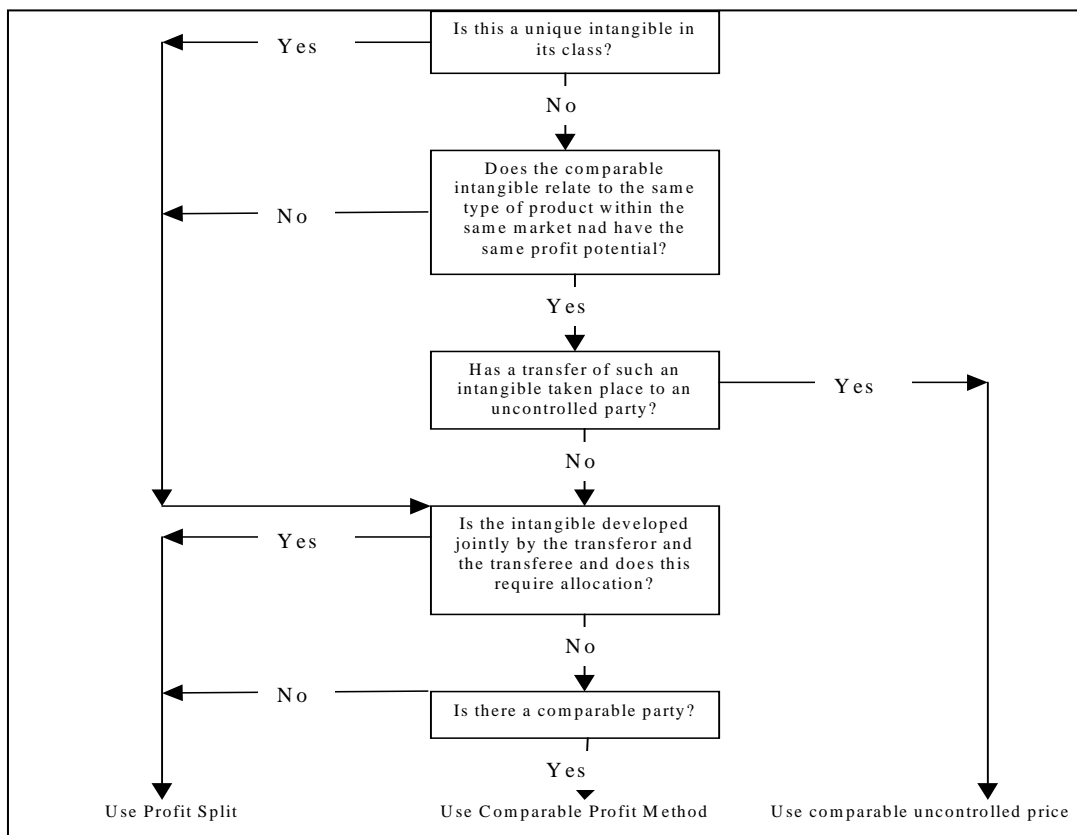 Is this a unique intangible in
its class?
Yes
No
Does the comparable
intangible relate to the same
type of product within the
same market nad have the
same profit potential?
No
Yes
Has a transfer of such an
intangible taken place to an
uncontrolled party?
Yes
No
Is the intangible developed
jointly by the transferor and
the transferee and does this
require allocation?
Yes
No
No
Is there a comparable party?
Yes
Use Profit Split
Use Comparable Profit Method
Use comparable uncontrolled price